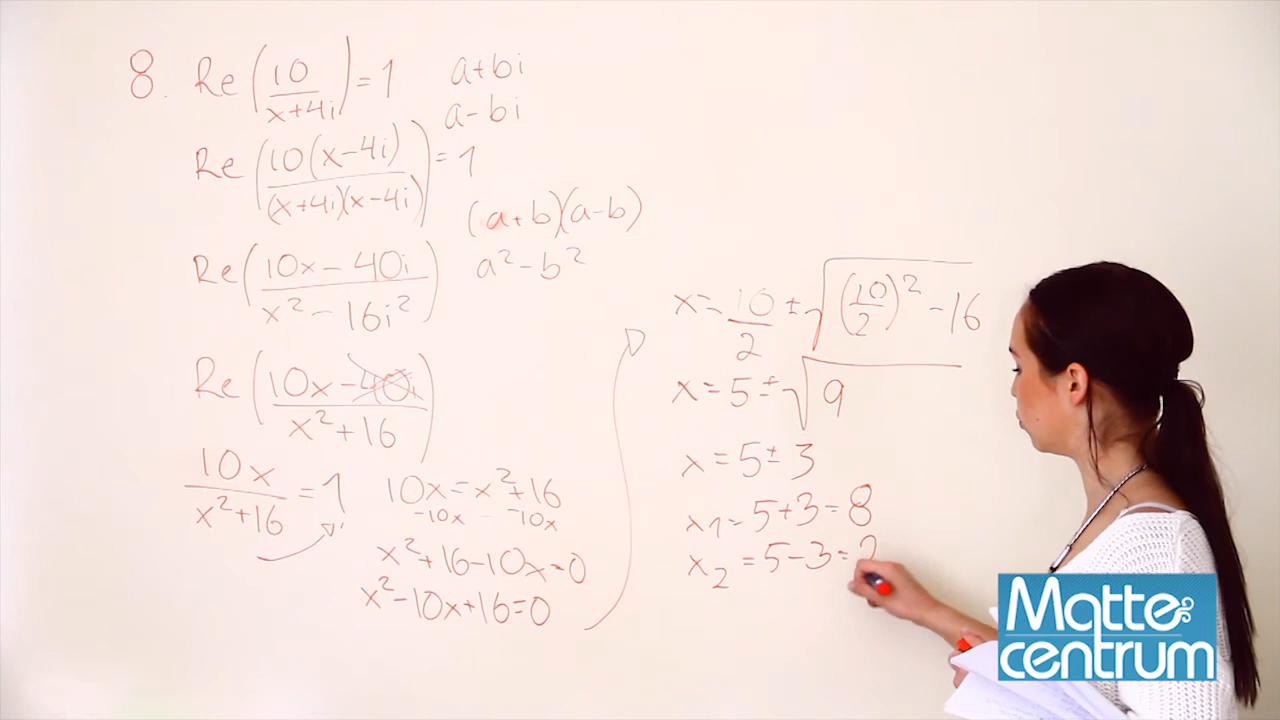 8. Re(10/(x+4i))=1
a+bi
a-bi
Re(10(x-4i)/((x+4i)(x-4i)))=1
(a+b)(a-b)
a²-b²
Re((10x-40i)/(x²-16i²))
Re((10x-40i)/(x²+16))
10x/(x²+16)=1
10x=x²+16
-10x -10x
x²+16-10x=0
x²-10x+16=0
x=10/2±√((10/2)²-16)
x=5±√9
x=5±3
x₁=5+3=8
x₂=5-3=2
Matte
centrum